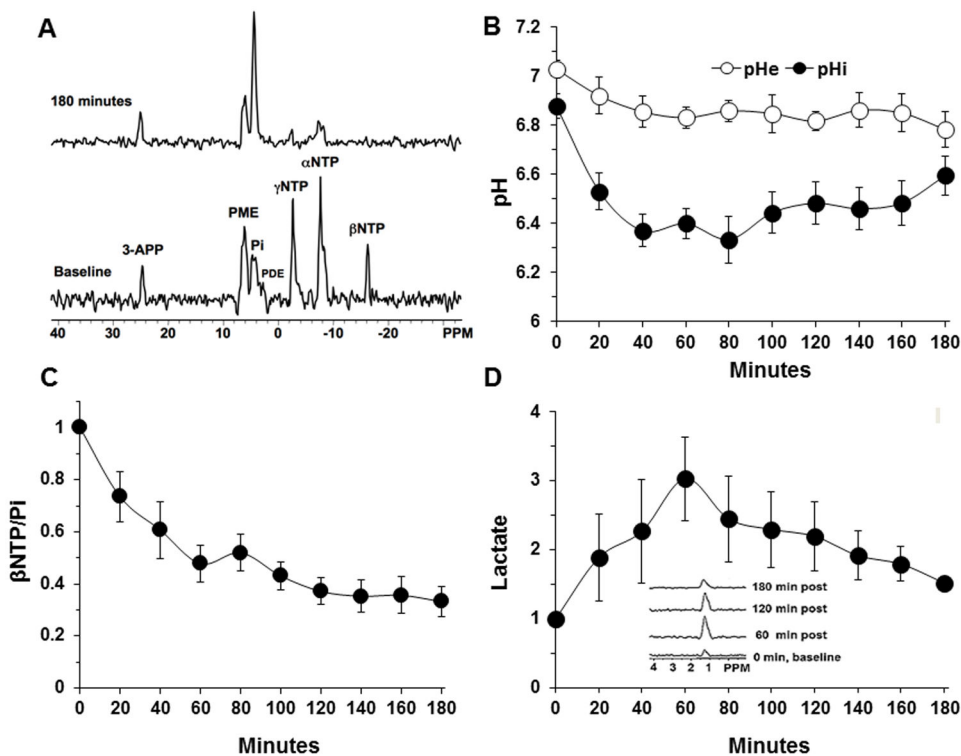 A
180 minutes
αNTP
γNTP
PME
βNTP
Pi
3-APP
PDE
Baseline
40 30 20 10 0 -10 -20 PPM
B
7.2
pHe pHi
7
6.8
pH
6.6
6.4
6.2
6
0 20 40 60 80 100 120 140 160 180
Minutes
C
1
0.8
βNTP/Pi
0.6
0.4
0.2
0
0 20 40 60 80 100 120 140 160 180
Minutes
D
4
3
Lactate
2
1
0
180 min post
120 min post
60 min post
0 min, baseline
4 3 2 1 PPM
0 20 40 60 80 100 120 140 160 180
Minutes